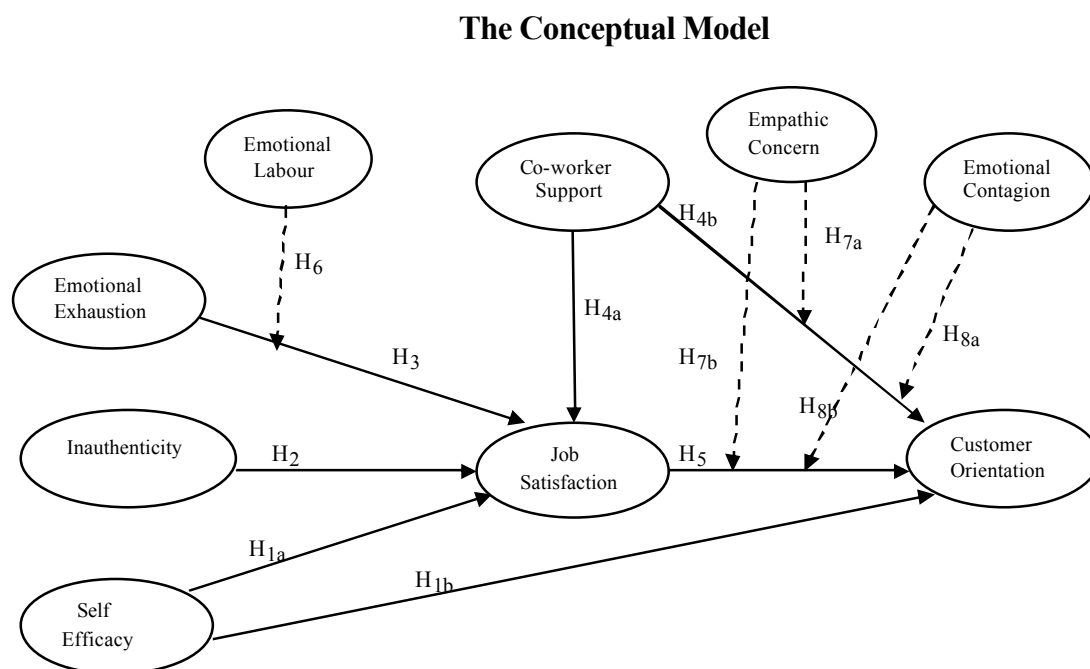 The Conceptual Model
Emotional
Labour
Empathic
Concern
Co-worker
Support
Emotional
Contagion
H4b
H7a
H6
Emotional
Exhaustion
H4a
H3
H7b
H8a
H8b
Inauthenticity
H2
Job
Satisfaction
H5
Customer
Orientation
H1a
H1b
Self
Efficacy